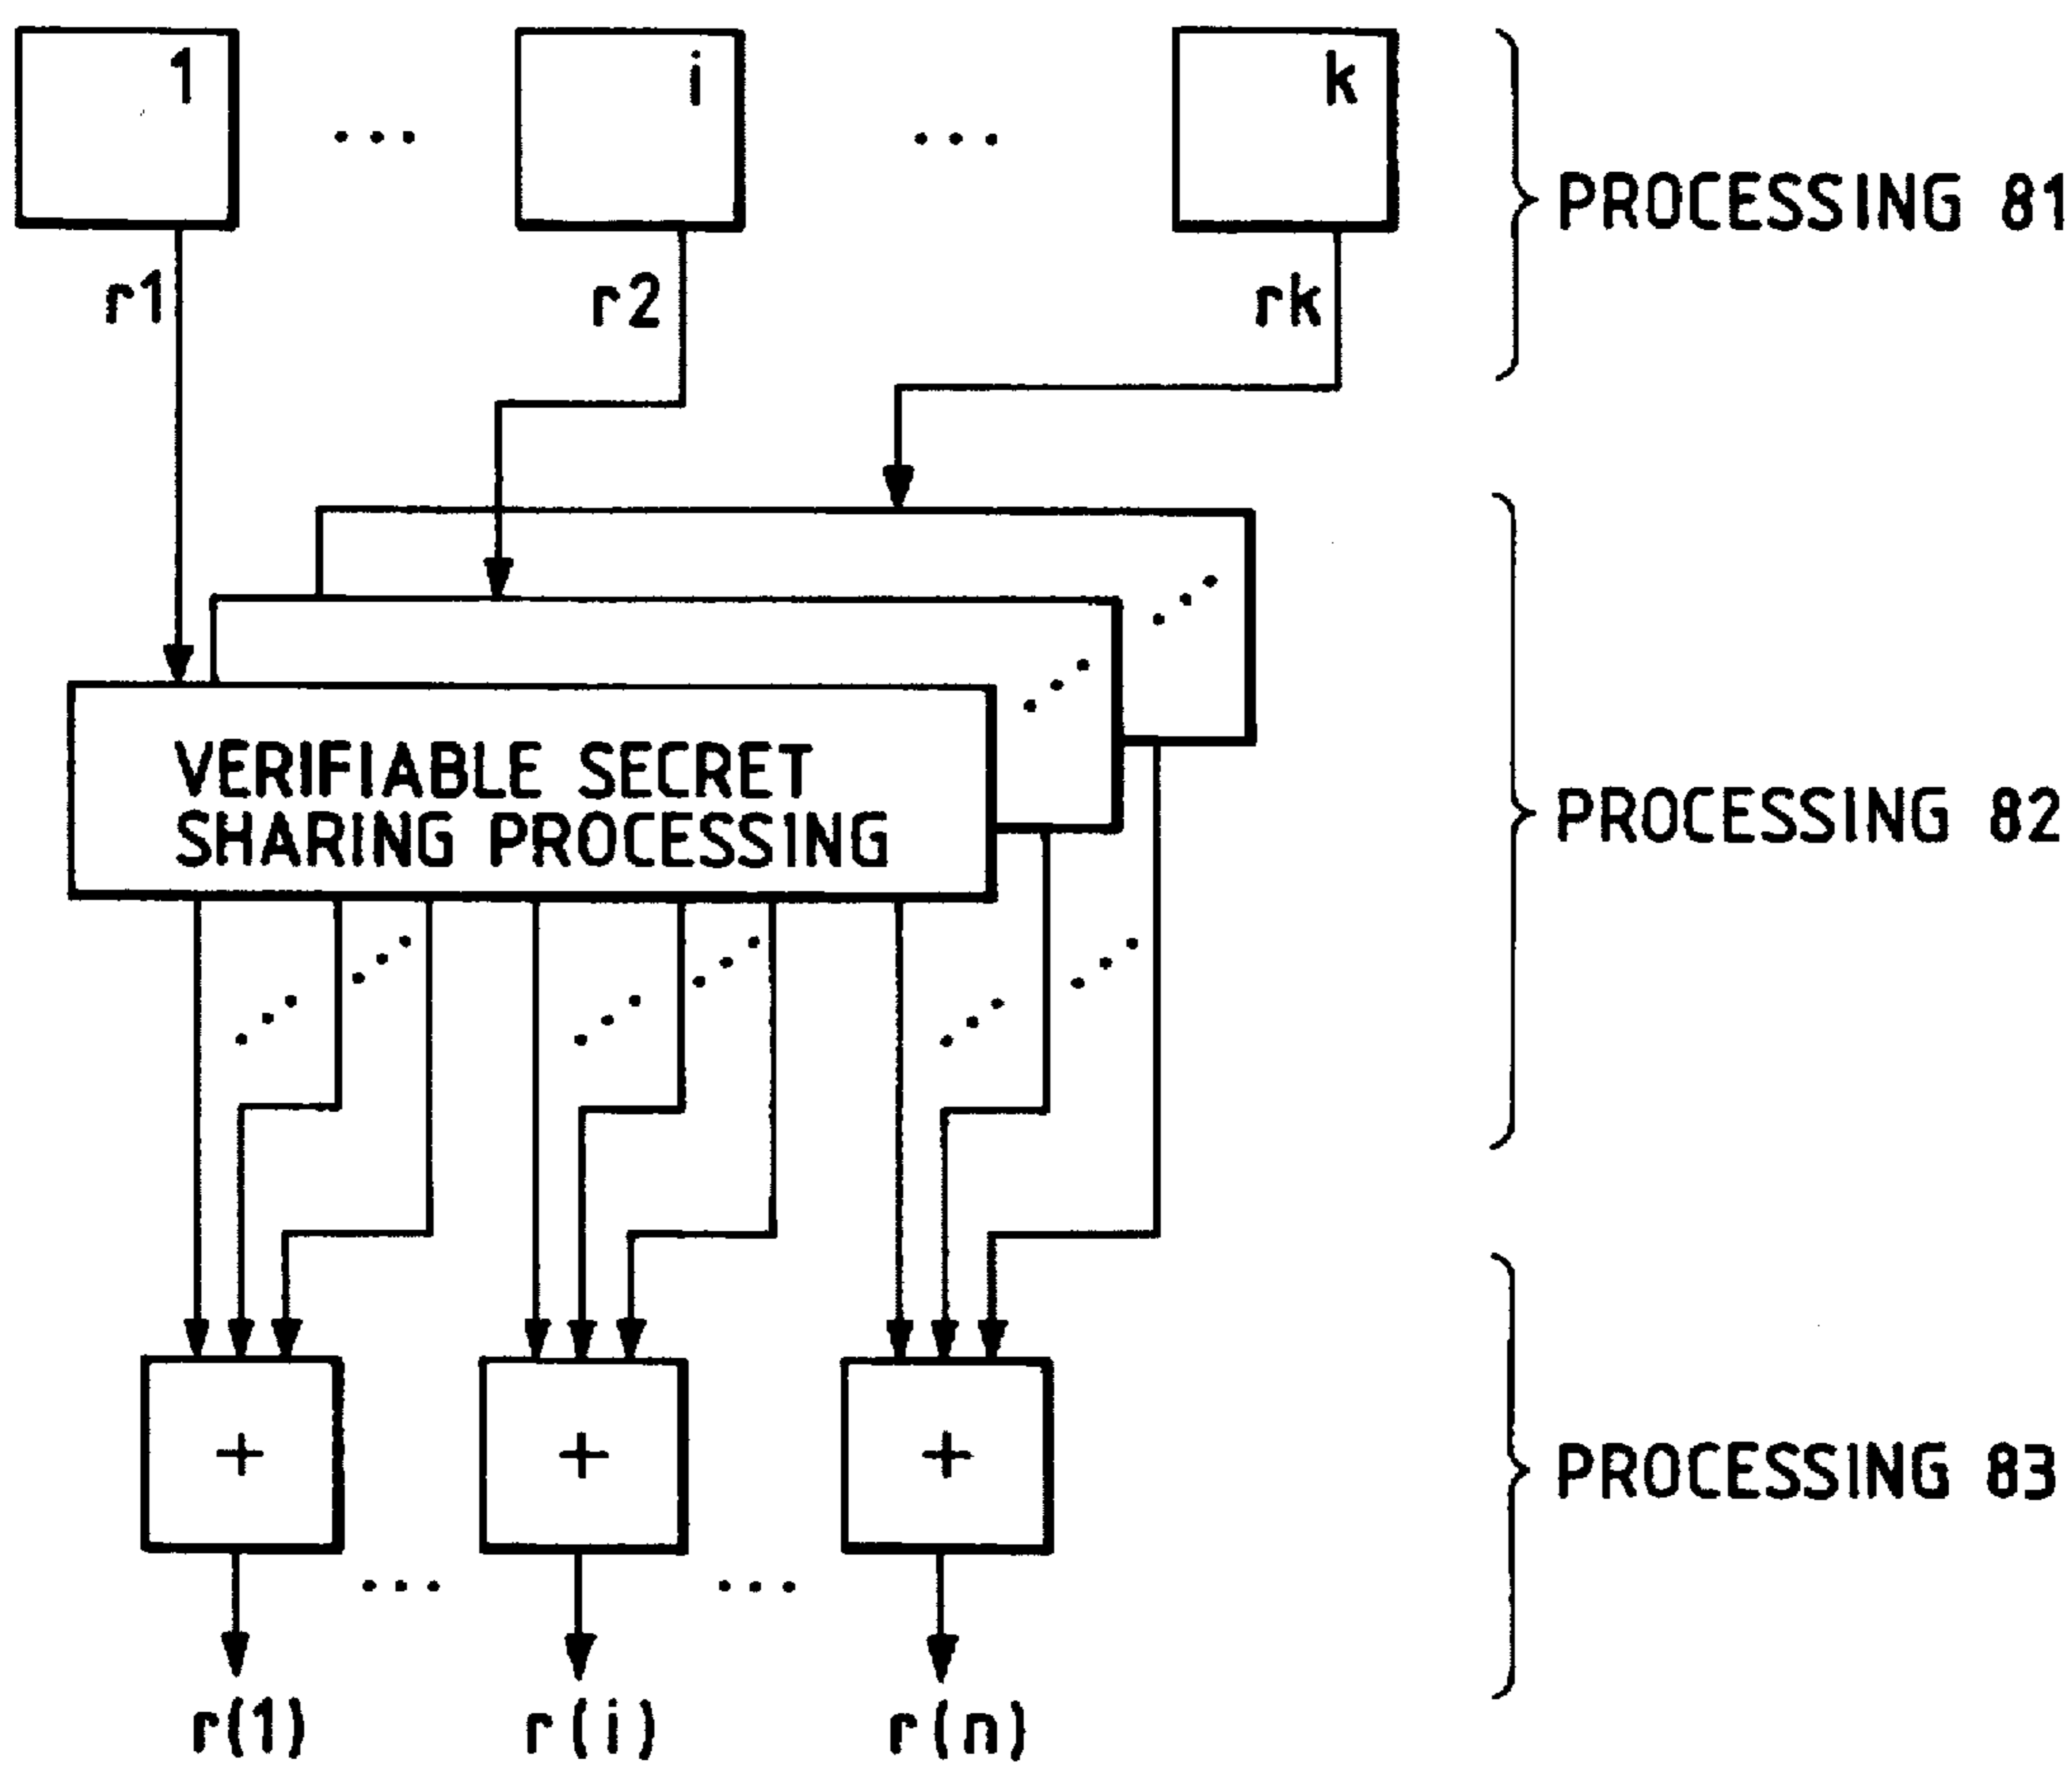 1
i
k
PROCESSING 81
r1
r2
rk
VERIFIABLE SECRET
SHARING PROCESSING
PROCESSING 82
+
+
+
PROCESSING 83
r(1)
r(i)
r(n)